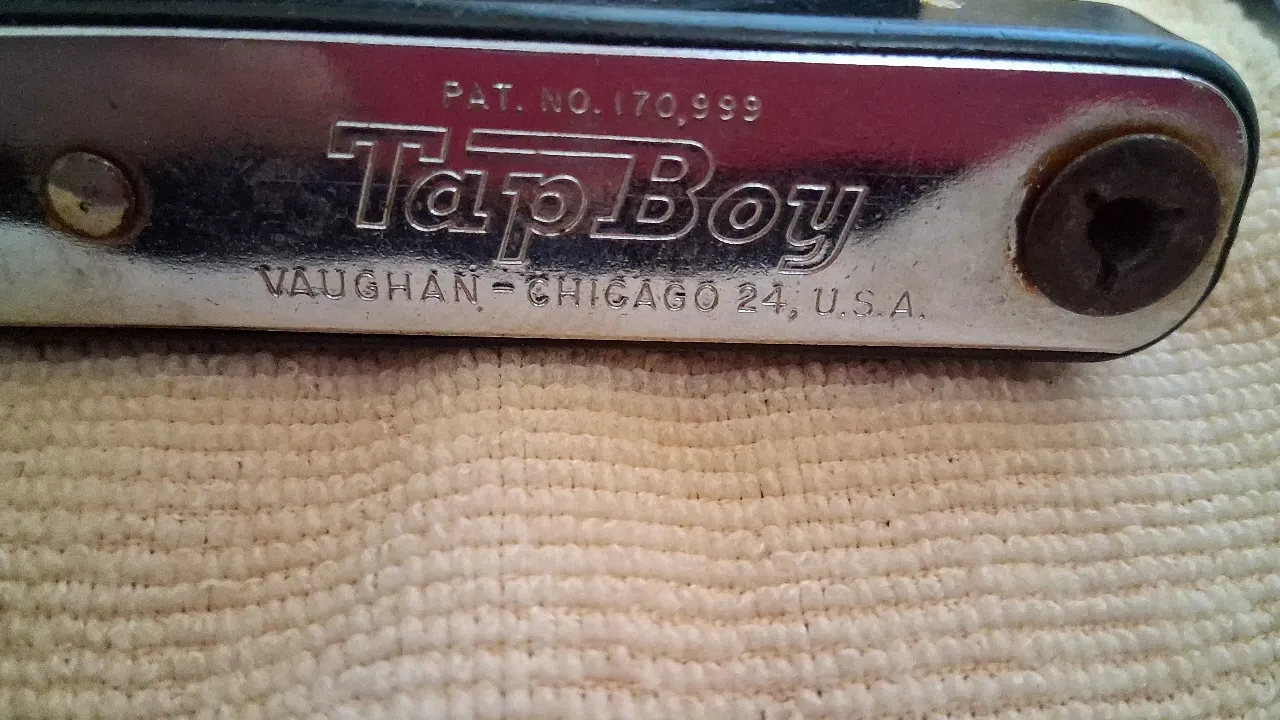 PAT. NO. 170,999
TapBoy
VAUGHAN - CHICAGO 24, U.S.A.